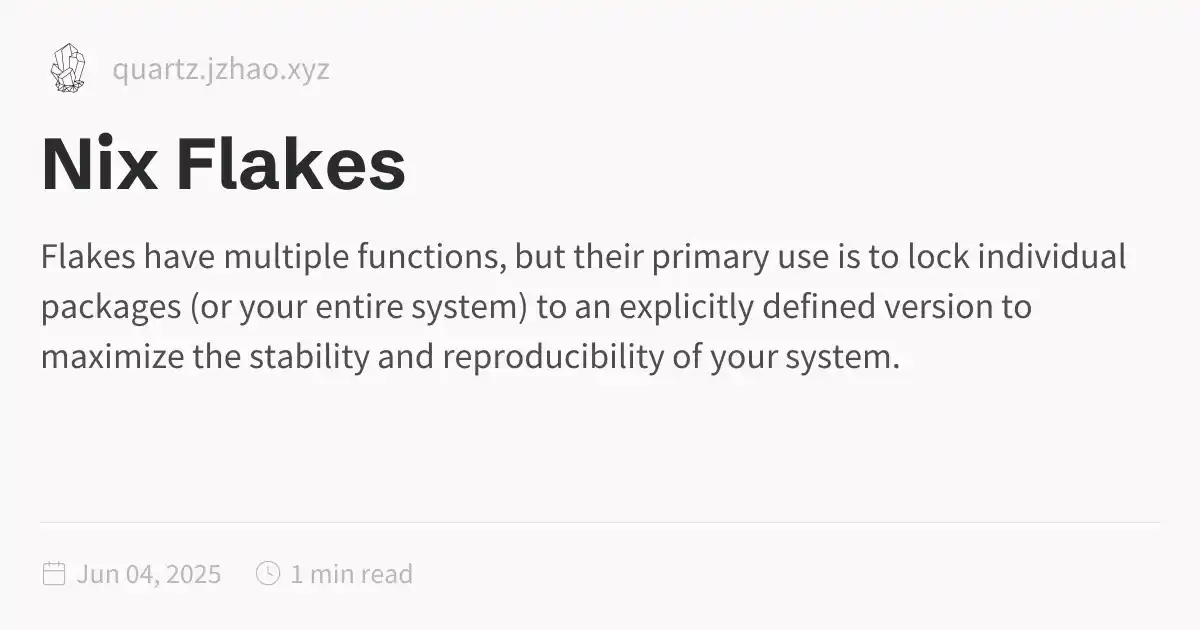 quartz.jzhao.xyz
Nix Flakes
Flakes have multiple functions, but their primary use is to lock individual
packages (or your entire system) to an explicitly defined version to
maximize the stability and reproducibility of your system.
Jun 04, 2025 1 min read